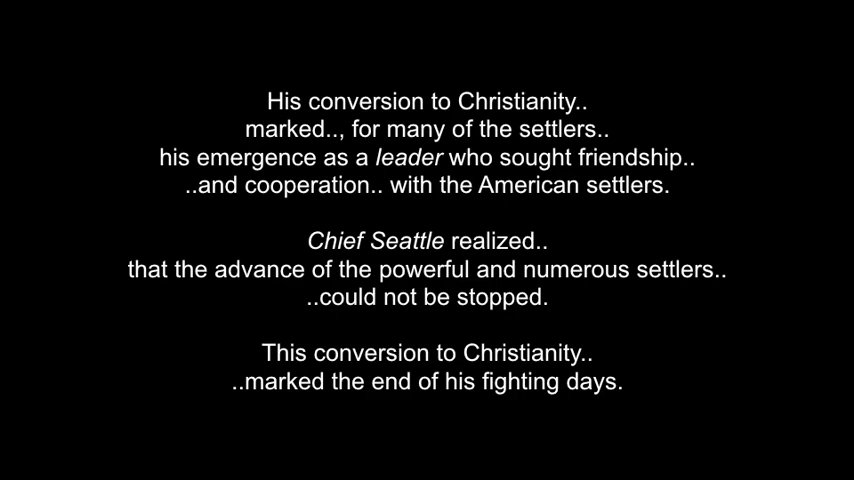 His conversion to Christianity..
marked.., for many of the settlers..
his emergence as a leader who sought friendship..
..and cooperation.. with the American settlers.
Chief Seattle realized..
that the advance of the powerful and numerous settlers..
..could not be stopped.
This conversion to Christianity..
..marked the end of his fighting days.